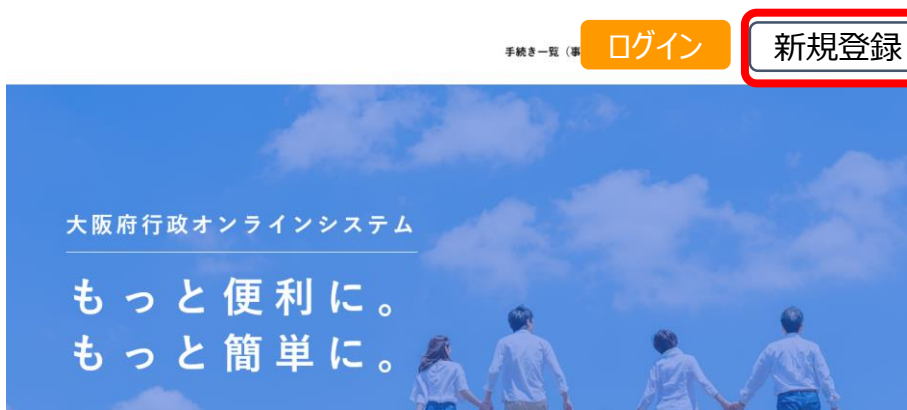 手続き一覧（事
ログイン
新規登録
大阪府行政オンラインシステム
もっと便利に。
もっと簡単に。